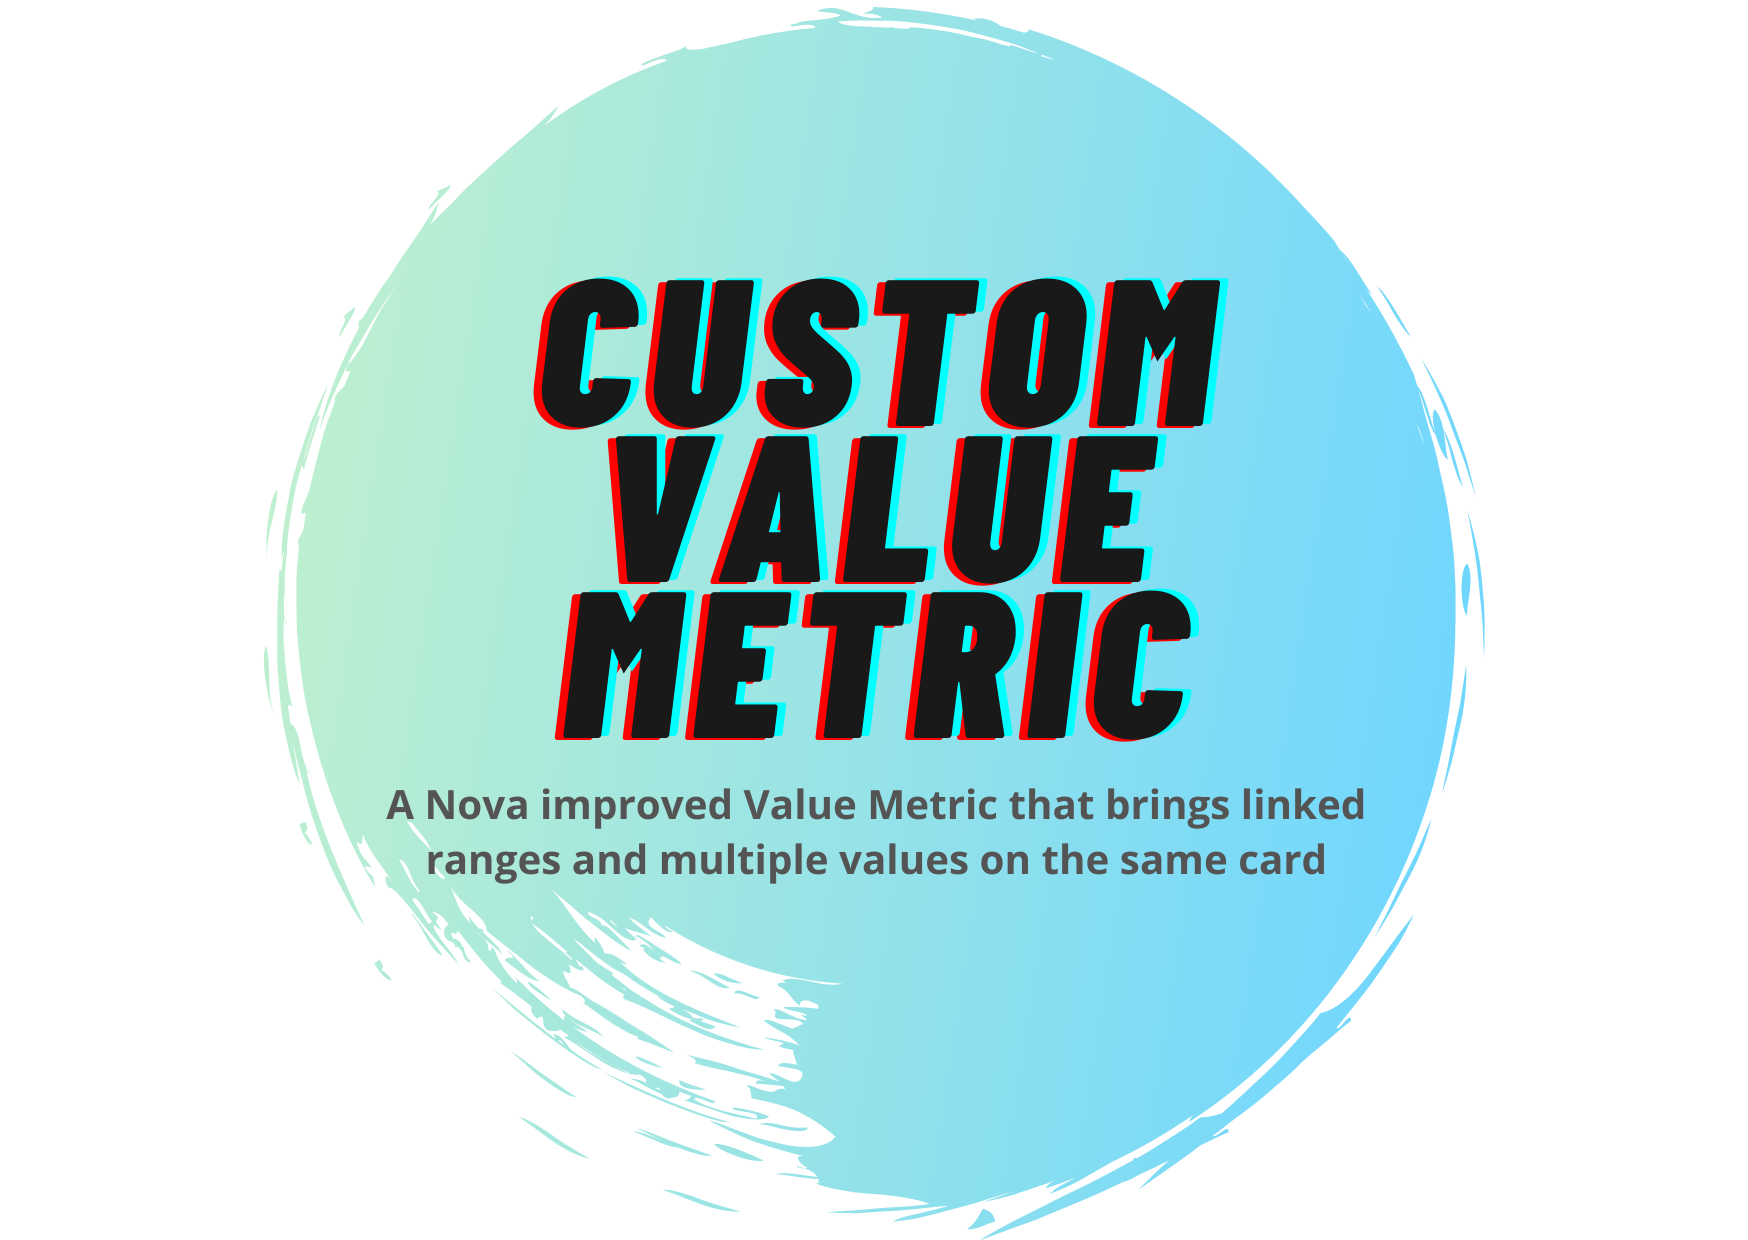 CUSTOM
VALUE
METRIC
A Nova improved Value Metric that brings linked
ranges and multiple values on the same card